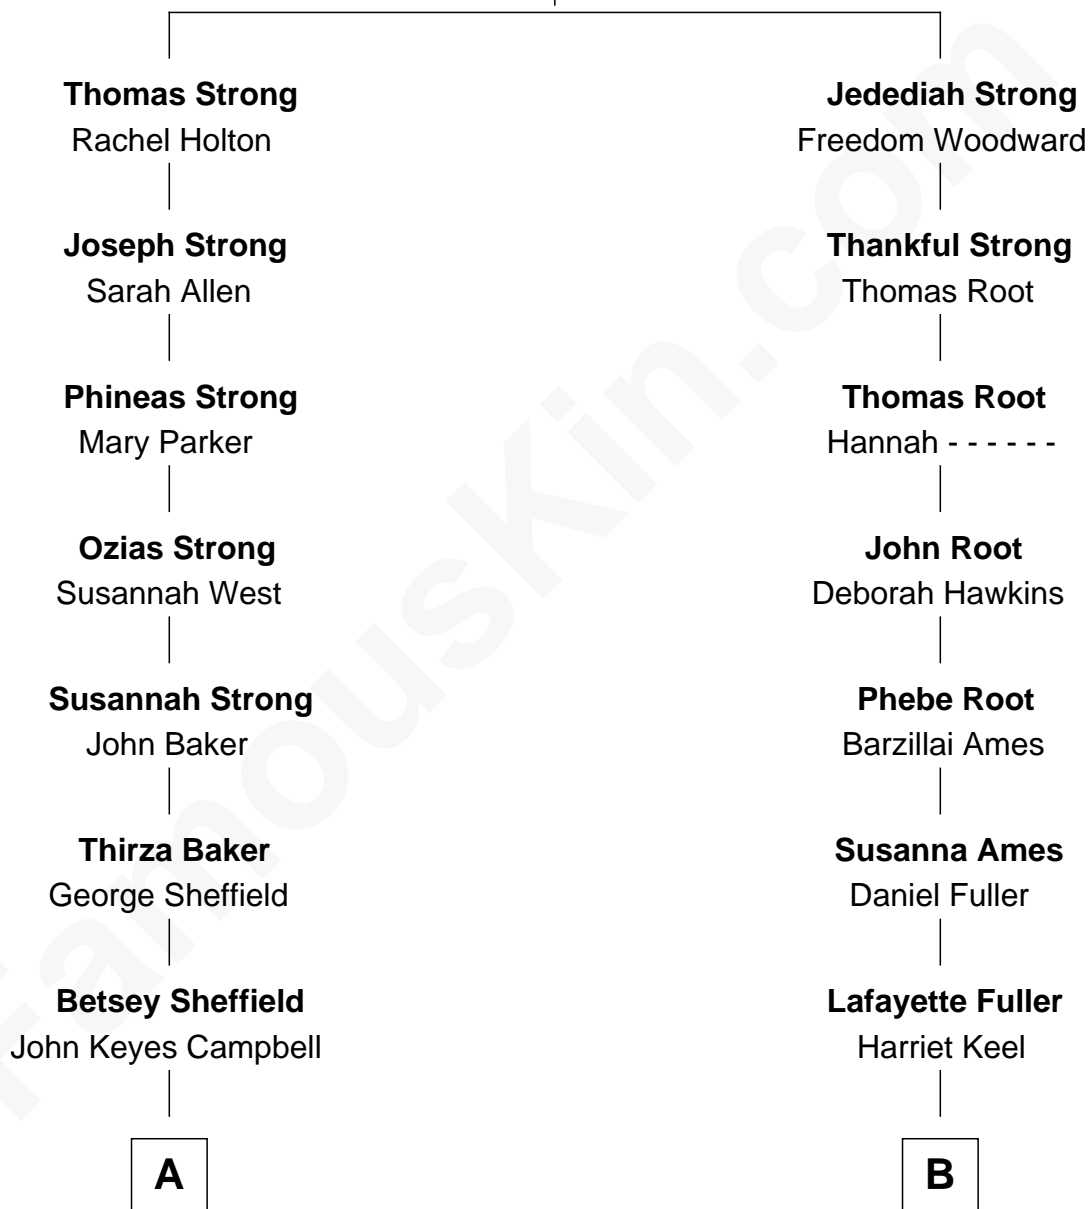 Thomas Strong
Rachel Holton
Joseph Strong
Sarah Allen
Phineas Strong
Mary Parker
Ozias Strong
Susannah West
Susannah Strong
John Baker
Thirza Baker
George Sheffield
Betsey Sheffield
John Keyes Campbell
A
Jedediah Strong
Freedom Woodward
Thankful Strong
Thomas Root
Thomas Root
Hannah - - - - - -
John Root
Deborah Hawkins
Phebe Root
Barzillai Ames
Susanna Ames
Daniel Fuller
Lafayette Fuller
Harriet Keel
B
FamousKin.com